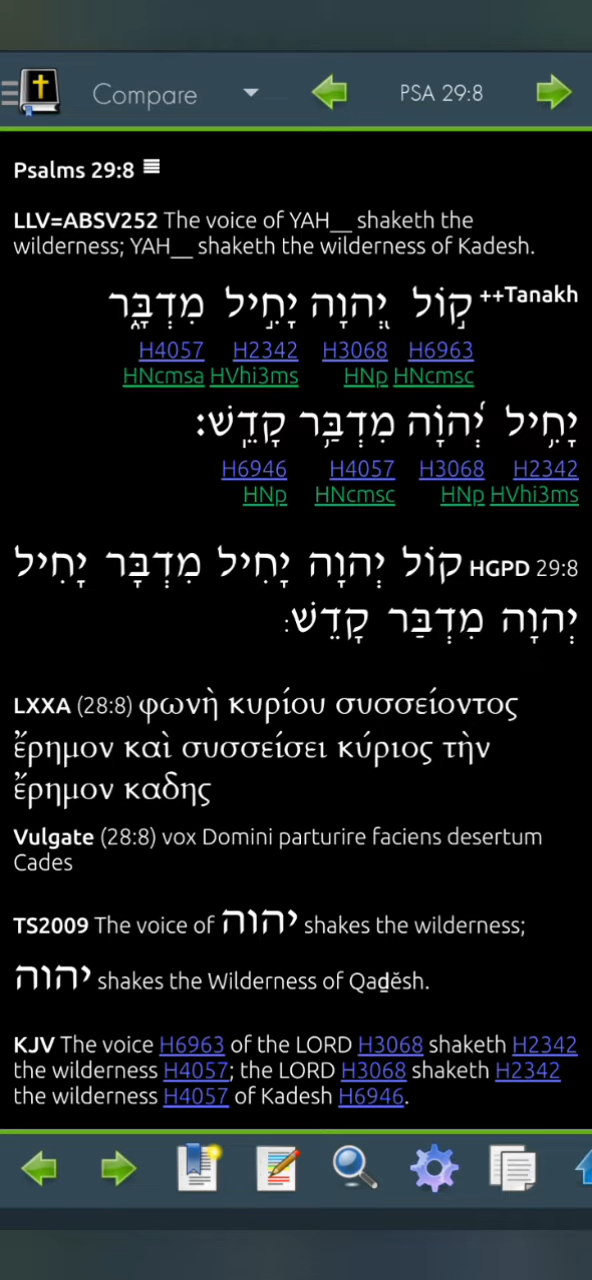 Compare
PSA 29:8
Psalms 29:8
LLV=ABSV252 The voice of YAH__ shaketh the
wilderness; YAH__ shaketh the wilderness of Kadesh.
++Tanakh ק֣וֹל יְ֭הוָה יָחִ֣יל מִדְבָּ֑ר
H6963 H3068 H2342 H4057
HNcmsc HNp HVhi3ms HNcmsa
יָחִ֥יל יְ֝הוָ֗ה מִדְבַּ֥ר קָדֵֽשׁ׃
H2342 H3068 H4057 H6946
HVhi3ms HNp HNcmsc HNp
HGPD 29:8 קוֹל יְהוָה יָחִיל מִדְבָּר יָחִיל
יְהוָה מִדְבַּר קָדֵשׁ׃
LXXA (28:8) φωνὴ κυρίου συσσείοντος
ἔρημον καὶ συσσείσει κύριος τὴν
ἔρημον καδης
Vulgate (28:8) vox Domini parturire faciens desertum
Cades
TS2009 The voice of יהוה shakes the wilderness;
יהוה shakes the Wilderness of Qaḏĕsh.
KJV The voice H6963 of the LORD H3068 shaketh H2342
the wilderness H4057; the LORD H3068 shaketh H2342
the wilderness H4057 of Kadesh H6946.